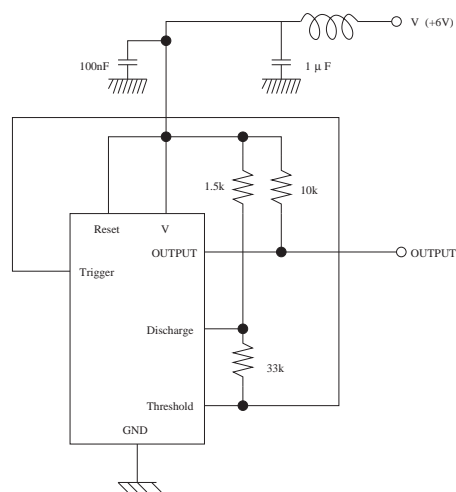 V (+6V)
100nF
1 μ F
1.5k
10k
Reset
V
OUTPUT
OUTPUT
Trigger
Discharge
33k
Threshold
GND